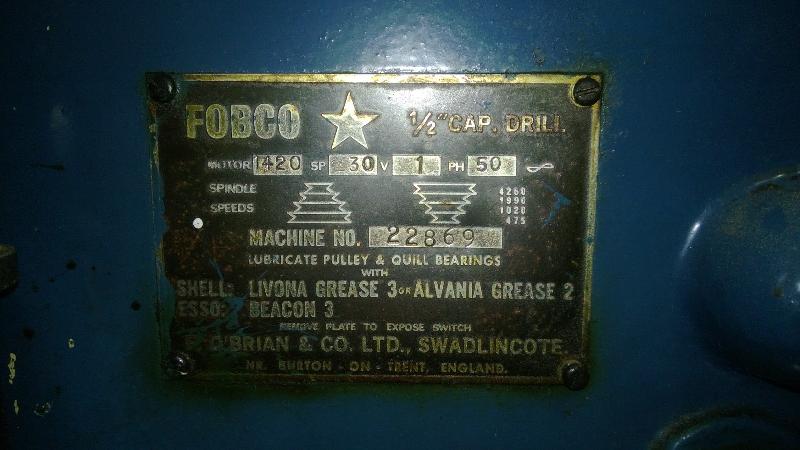 FOBCO ½" CAP. DRILL
MOTOR 1420 SP 30 V 1 PH 50
SPINDLE SPEEDS
4260
1990
1020
475
MACHINE NO. 22869
LUBRICATE PULLEY & QUILL BEARINGS
WITH
SHELL: LIVONA GREASE 3 OR ALVANIA GREASE 2
ESSO: BEACON 3
REMOVE PLATE TO EXPOSE SWITCH
O'BRIAN & CO. LTD., SWADLINCOTE
NR. BURTON - ON - TRENT, ENGLAND.